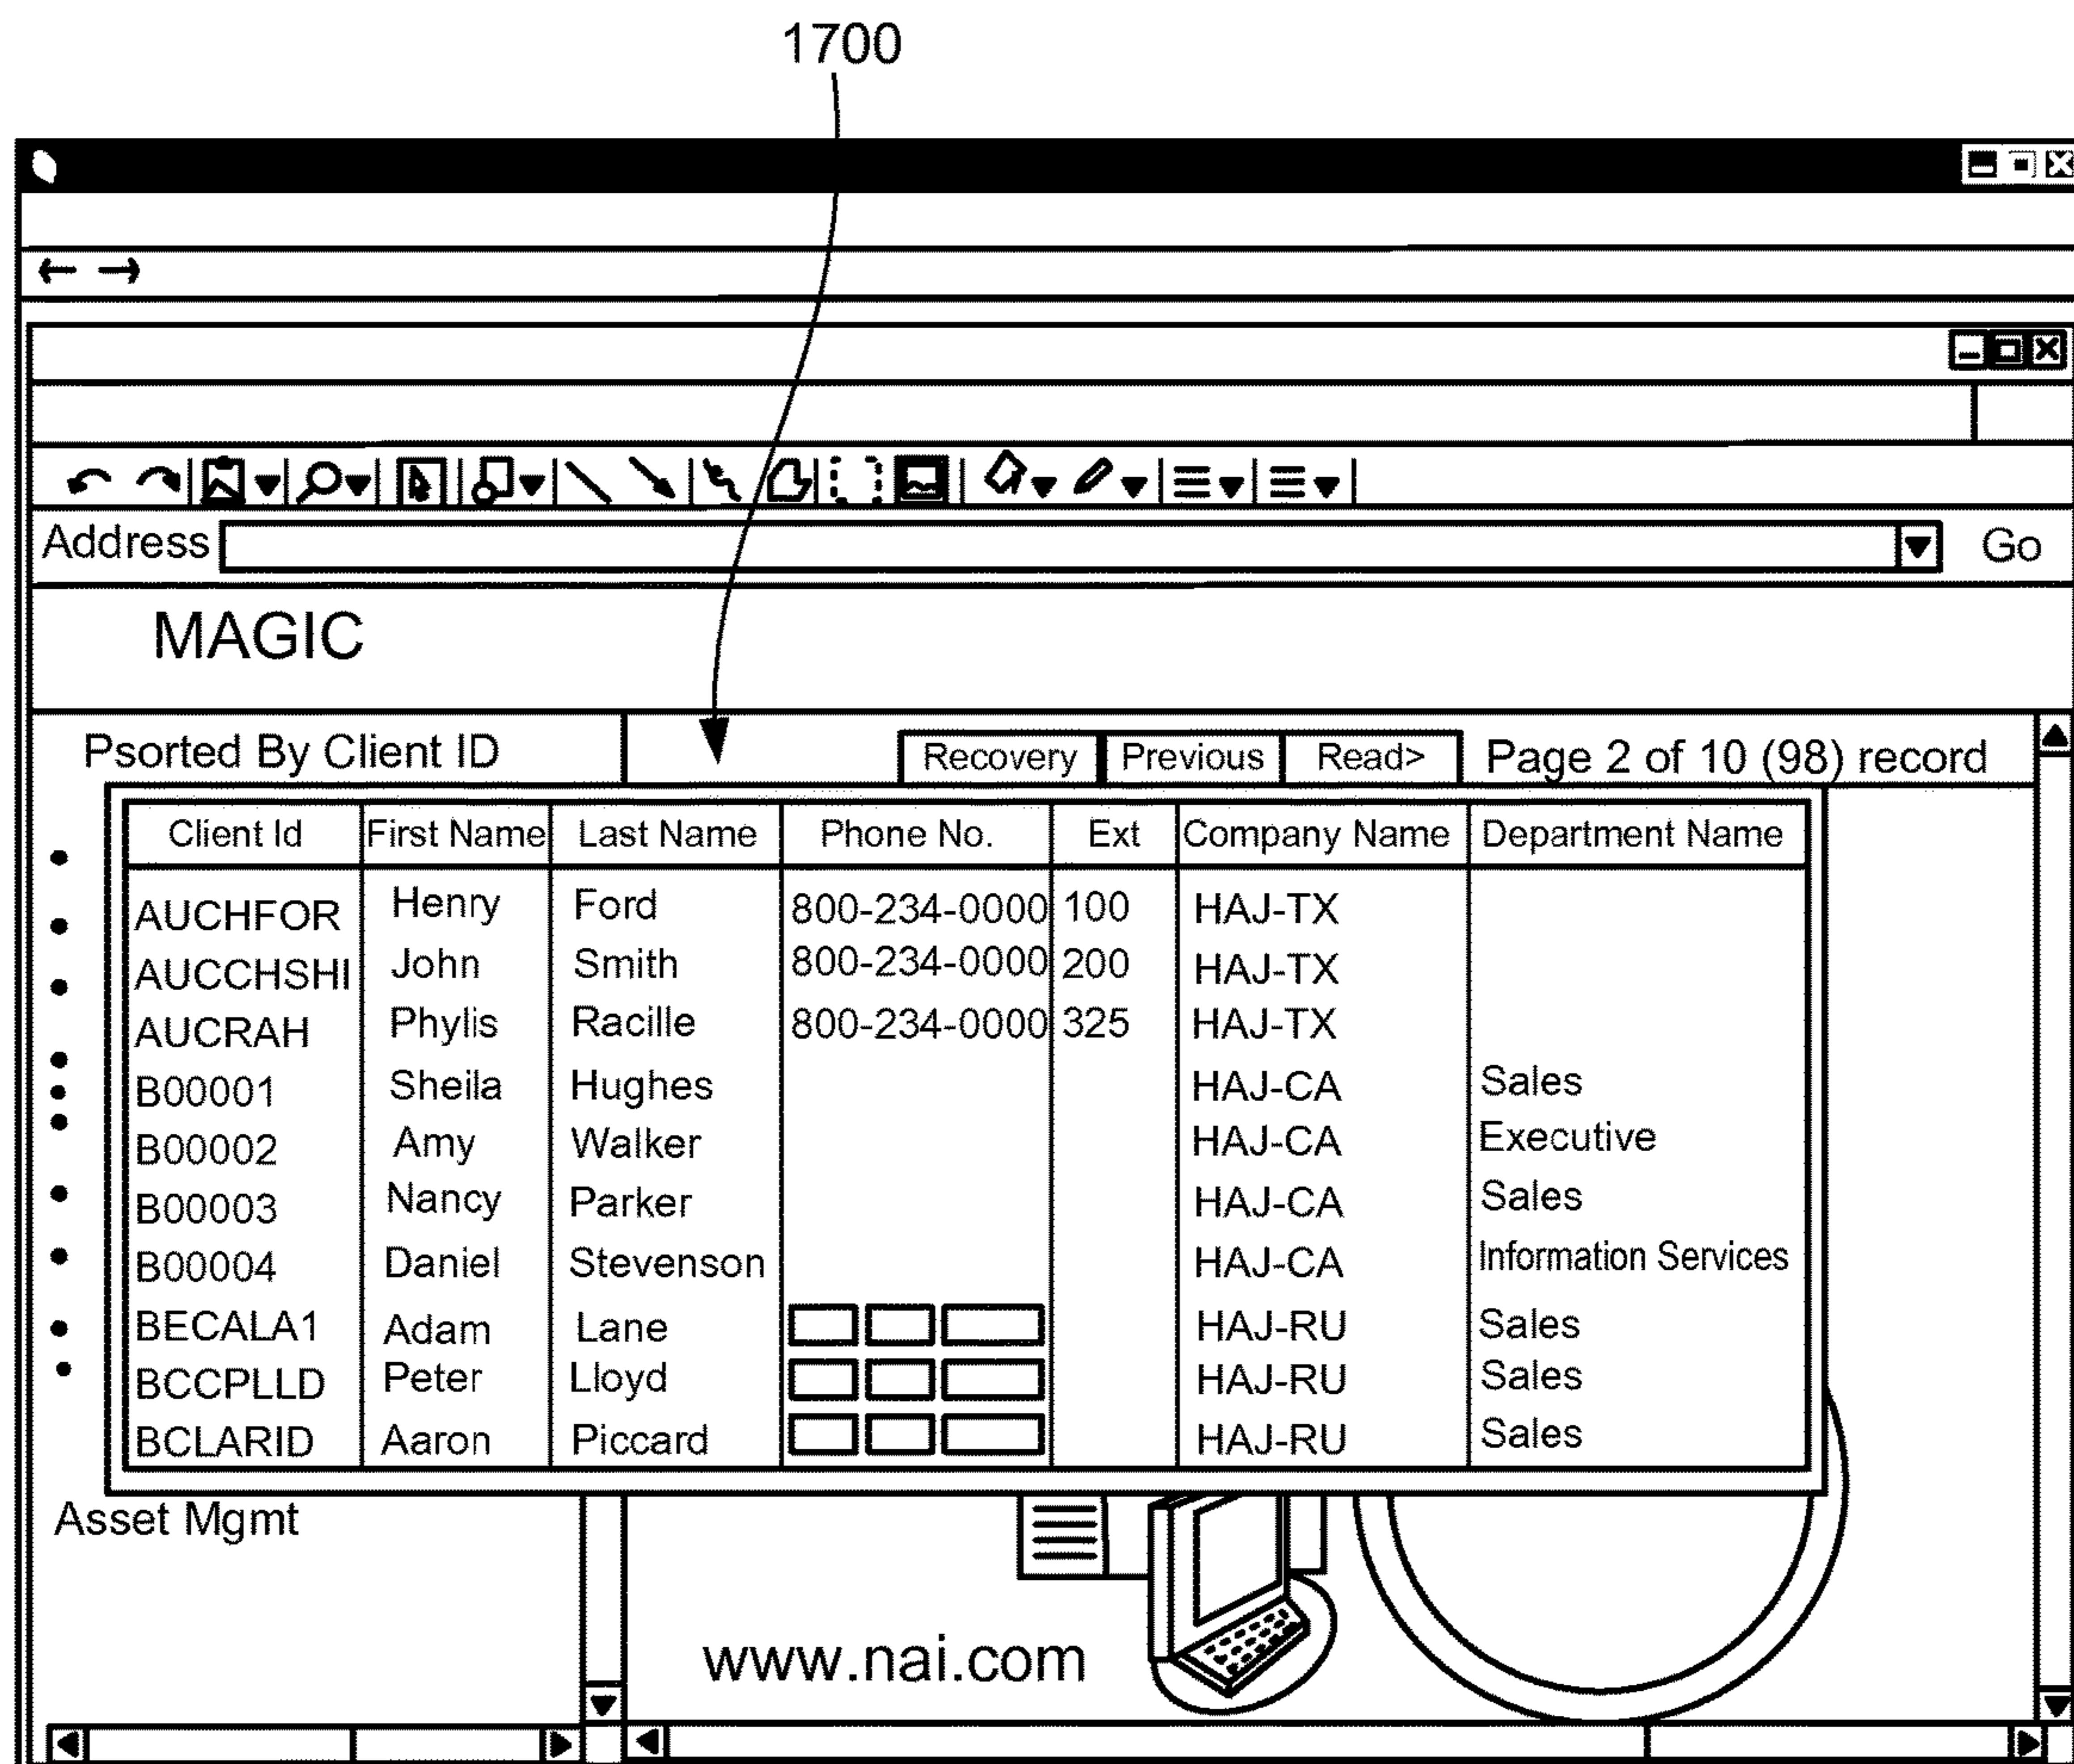 1700
Address Go
MAGIC
Psorted By Client ID Recovery Previous Read> Page 2 of 10 (98) record
Client Id First Name Last Name Phone No. Ext Company Name Department Name
AUCHFOR Henry Ford 800-234-0000 100 HAJ-TX
AUCCHSHI John Smith 800-234-0000 200 HAJ-TX
AUCRAH Phylis Racille 800-234-0000 325 HAJ-TX
B00001 Sheila Hughes HAJ-CA Sales
B00002 Amy Walker HAJ-CA Executive
B00003 Nancy Parker HAJ-CA Sales
B00004 Daniel Stevenson HAJ-CA Information Services
BECALA1 Adam Lane HAJ-RU Sales
BCCPLLD Peter Lloyd HAJ-RU Sales
BCLARID Aaron Piccard HAJ-RU Sales
Asset Mgmt
www.nai.com